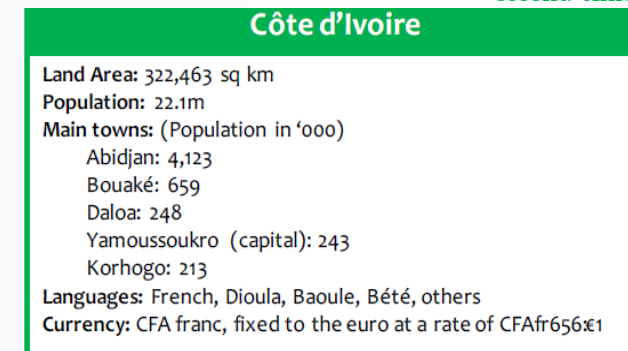 Côte d’Ivoire
Land Area: 322,463 sq km
Population: 22.1m
Main towns: (Population in ‘000)
Abidjan: 4,123
Bouaké: 659
Daloa: 248
Yamoussoukro (capital): 243
Korhogo: 213
Languages: French, Dioula, Baoule, Bété, others
Currency: CFA franc, fixed to the euro at a rate of CFAfr656:€1